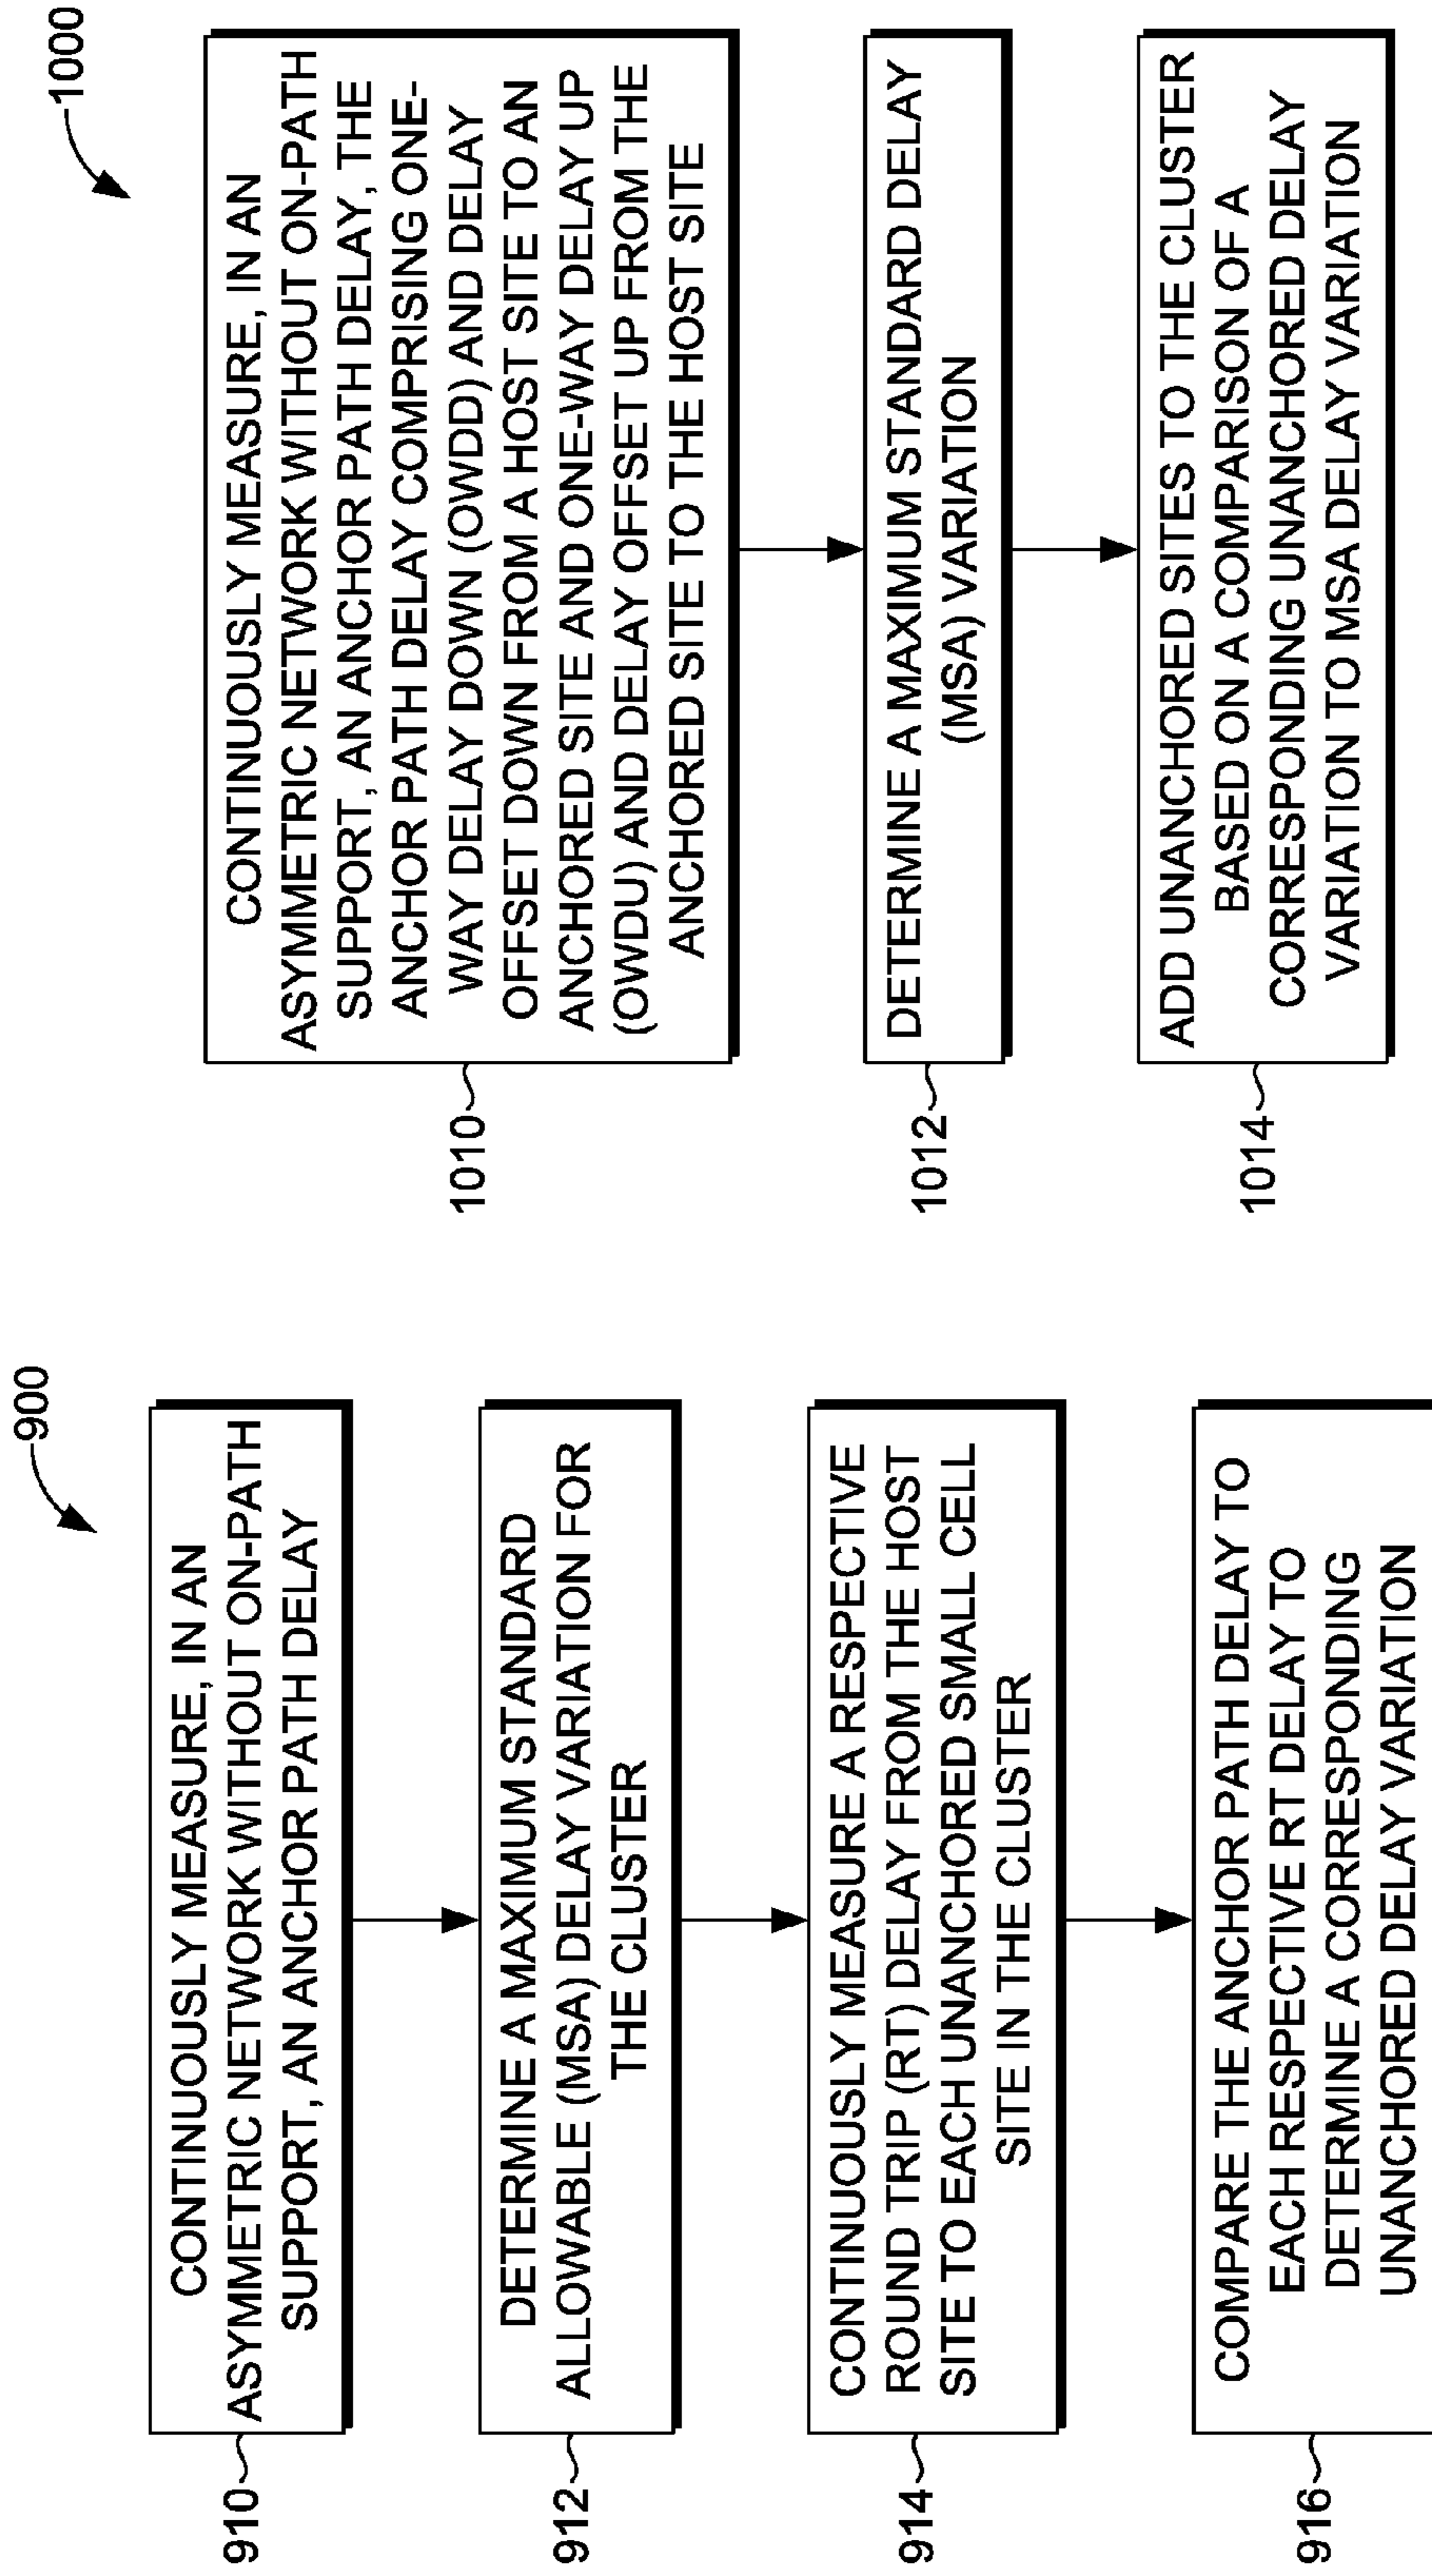 900
910
CONTINUOUSLY MEASURE, IN AN
ASYMMETRIC NETWORK WITHOUT ON-PATH
SUPPORT, AN ANCHOR PATH DELAY
912
DETERMINE A MAXIMUM STANDARD
ALLOWABLE (MSA) DELAY VARIATION FOR
THE CLUSTER
914
CONTINUOUSLY MEASURE A RESPECTIVE
ROUND TRIP (RT) DELAY FROM THE HOST
SITE TO EACH UNANCHORED SMALL CELL
SITE IN THE CLUSTER
916
COMPARE THE ANCHOR PATH DELAY TO
EACH RESPECTIVE RT DELAY TO
DETERMINE A CORRESPONDING
UNANCHORED DELAY VARIATION
1000
1010
CONTINUOUSLY MEASURE, IN AN
ASYMMETRIC NETWORK WITHOUT ON-PATH
SUPPORT, AN ANCHOR PATH DELAY, THE
ANCHOR PATH DELAY COMPRISING ONE-
WAY DELAY DOWN (OWDD) AND DELAY
OFFSET DOWN FROM A HOST SITE TO AN
ANCHORED SITE AND ONE-WAY DELAY UP
(OWDU) AND DELAY OFFSET UP FROM THE
ANCHORED SITE TO THE HOST SITE
1012
DETERMINE A MAXIMUM STANDARD DELAY
(MSA) VARIATION
1014
ADD UNANCHORED SITES TO THE CLUSTER
BASED ON A COMPARISON OF A
CORRESPONDING UNANCHORED DELAY
VARIATION TO MSA DELAY VARIATION